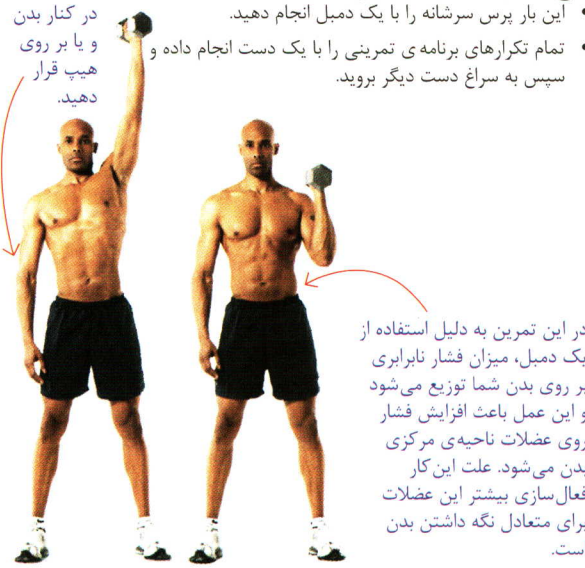 • این بار پرس سرشانه را با یک دمبل انجام دهید.
• تمام تکرارهای برنامه ی تمرینی را با یک دست انجام داده و
سپس به سراغ دست دیگر بروید.
در کنار بدن
و یا بر روی
هیپ قرار
دهید.
در این تمرین به دلیل استفاده از
یک دمبل، میزان فشار نابرابری
بر روی بدن شما توزیع می‌شود
و این عمل باعث افزایش فشار
روی عضلات ناحیه‌ی مرکزی
بدن می‌شود. علت این کار
فعال‌سازی بیشتر این عضلات
برای متعادل نگه داشتن بدن
است.